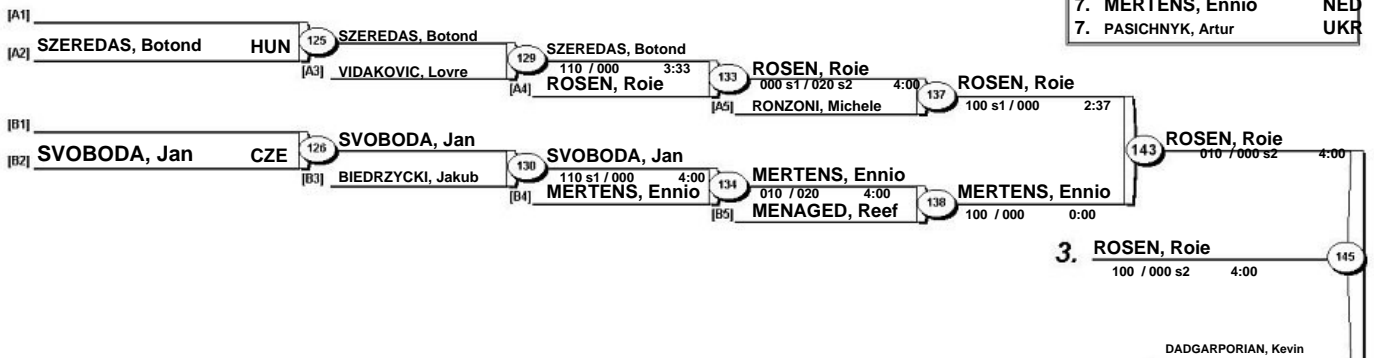 7. MERTENS, Ennio NED
7. PASICHNYK, Artur UKR
[A1]
[A2] SZEREDAS, Botond HUN
125
SZEREDAS, Botond
[A3] VIDAKOVIC, Lovre
129
SZEREDAS, Botond
110 / 000 3:33
[A4] ROSEN, Roie
133
ROSEN, Roie
000 s1 / 020 s2 4:00
[A5] RONZONI, Michele
137
ROSEN, Roie
100 s1 / 000 2:37
[B1]
[B2] SVOBODA, Jan CZE
126
SVOBODA, Jan
[B3] BIEDRZYCKI, Jakub
130
SVOBODA, Jan
110 s1 / 000 4:00
[B4] MERTENS, Ennio
134
MERTENS, Ennio
010 / 020 4:00
[B5] MENAGED, Reef
138
MERTENS, Ennio
100 / 000 0:00
143
ROSEN, Roie
010 / 000 s2 4:00
3. ROSEN, Roie
100 / 000 s2 4:00
145
DADGARPORIAN, Kevin